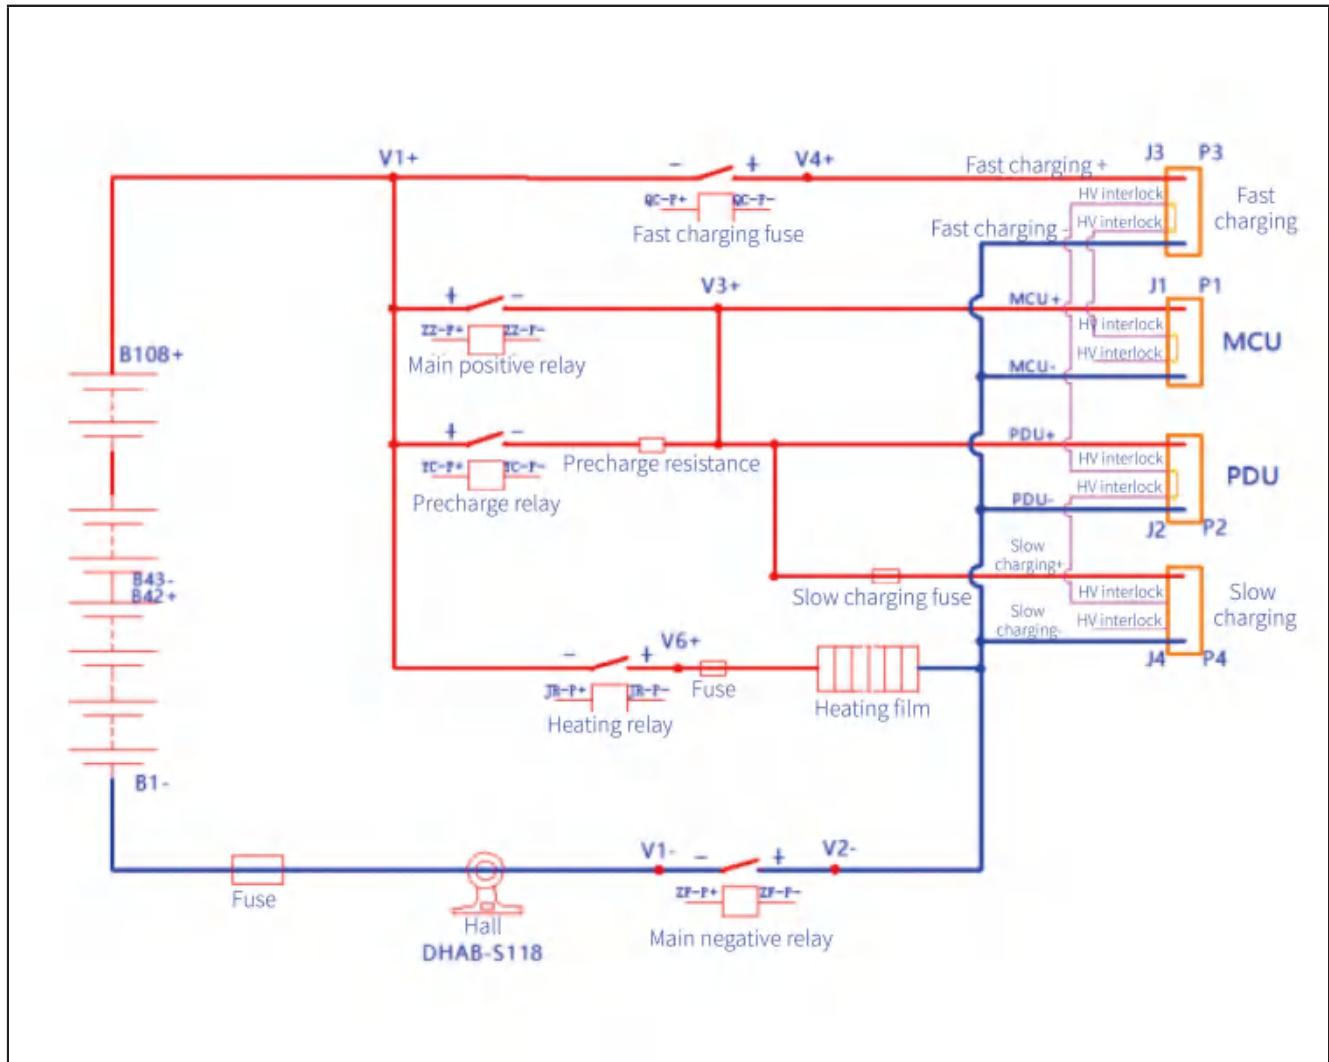 V1+
V4+
Fast charging +
J3
P3
QC-P+
QC-P-
Fast charging fuse
HV interlock
HV interlock
Fast charging -
Fast
charging
V3+
MCU+
J1
P1
ZZ-P+
ZZ-P-
Main positive relay
HV interlock
HV interlock
MCU
MCU-
B108+
PDU+
YC-P+
YC-P-
Precharge resistance
Precharge relay
HV interlock
HV interlock
PDU
PDU-
J2
P2
Slow
charging+
B43-
B42+
Slow charging fuse
HV interlock
HV interlock
Slow
charging
Slow
charging-
J4
P4
V6+
JR-P+
JR-P-
Fuse
Heating relay
Heating film
B1-
V1-
V2-
Fuse
ZF-P+
ZF-P-
Hall
DHAB-S118
Main negative relay